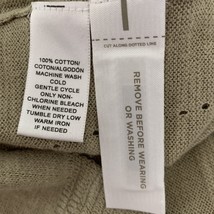 100% COTTON/
COTON/ALGODÓN
MACHINE WASH
COLD
GENTLE CYCLE
ONLY NON-
CHLORINE BLEACH
WHEN NEEDED
TUMBLE DRY LOW
WARM IRON
IF NEEDED
CUT ALONG DOTTED LINE
REMOVE BEFORE WEARING
OR WASHING